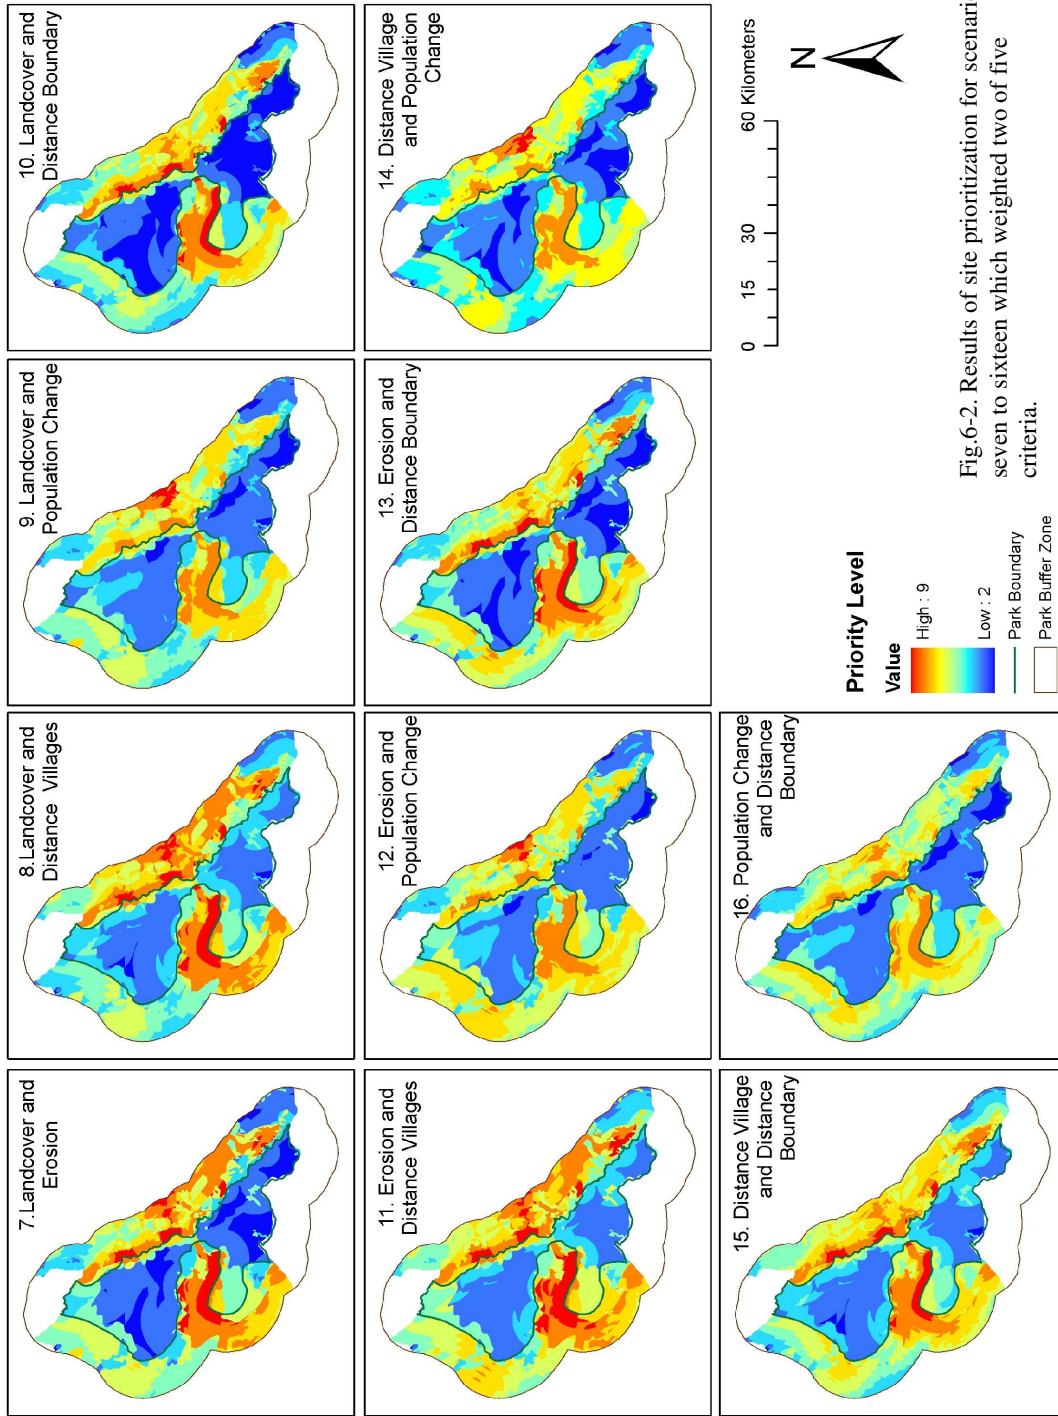 7.Landcover and
Erosion
8.Landcover and
Distance Villages
9. Landcover and
Population Change
10. Landcover and
Distance Boundary
11. Erosion and
Distance Villages
12. Erosion and
Population Change
13. Erosion and
Distance Boundary
14. Distance Village
and Population
Change
15. Distance Village
and Distance
Boundary
16. Population Change
and Distance
Boundary
Priority Level
Value
High : 9
Low : 2
Park Boundary
Park Buffer Zone
0 15 30 60 Kilometers
N
Fig.6-2. Results of site prioritization for scenari
seven to sixteen which weighted two of five
criteria.